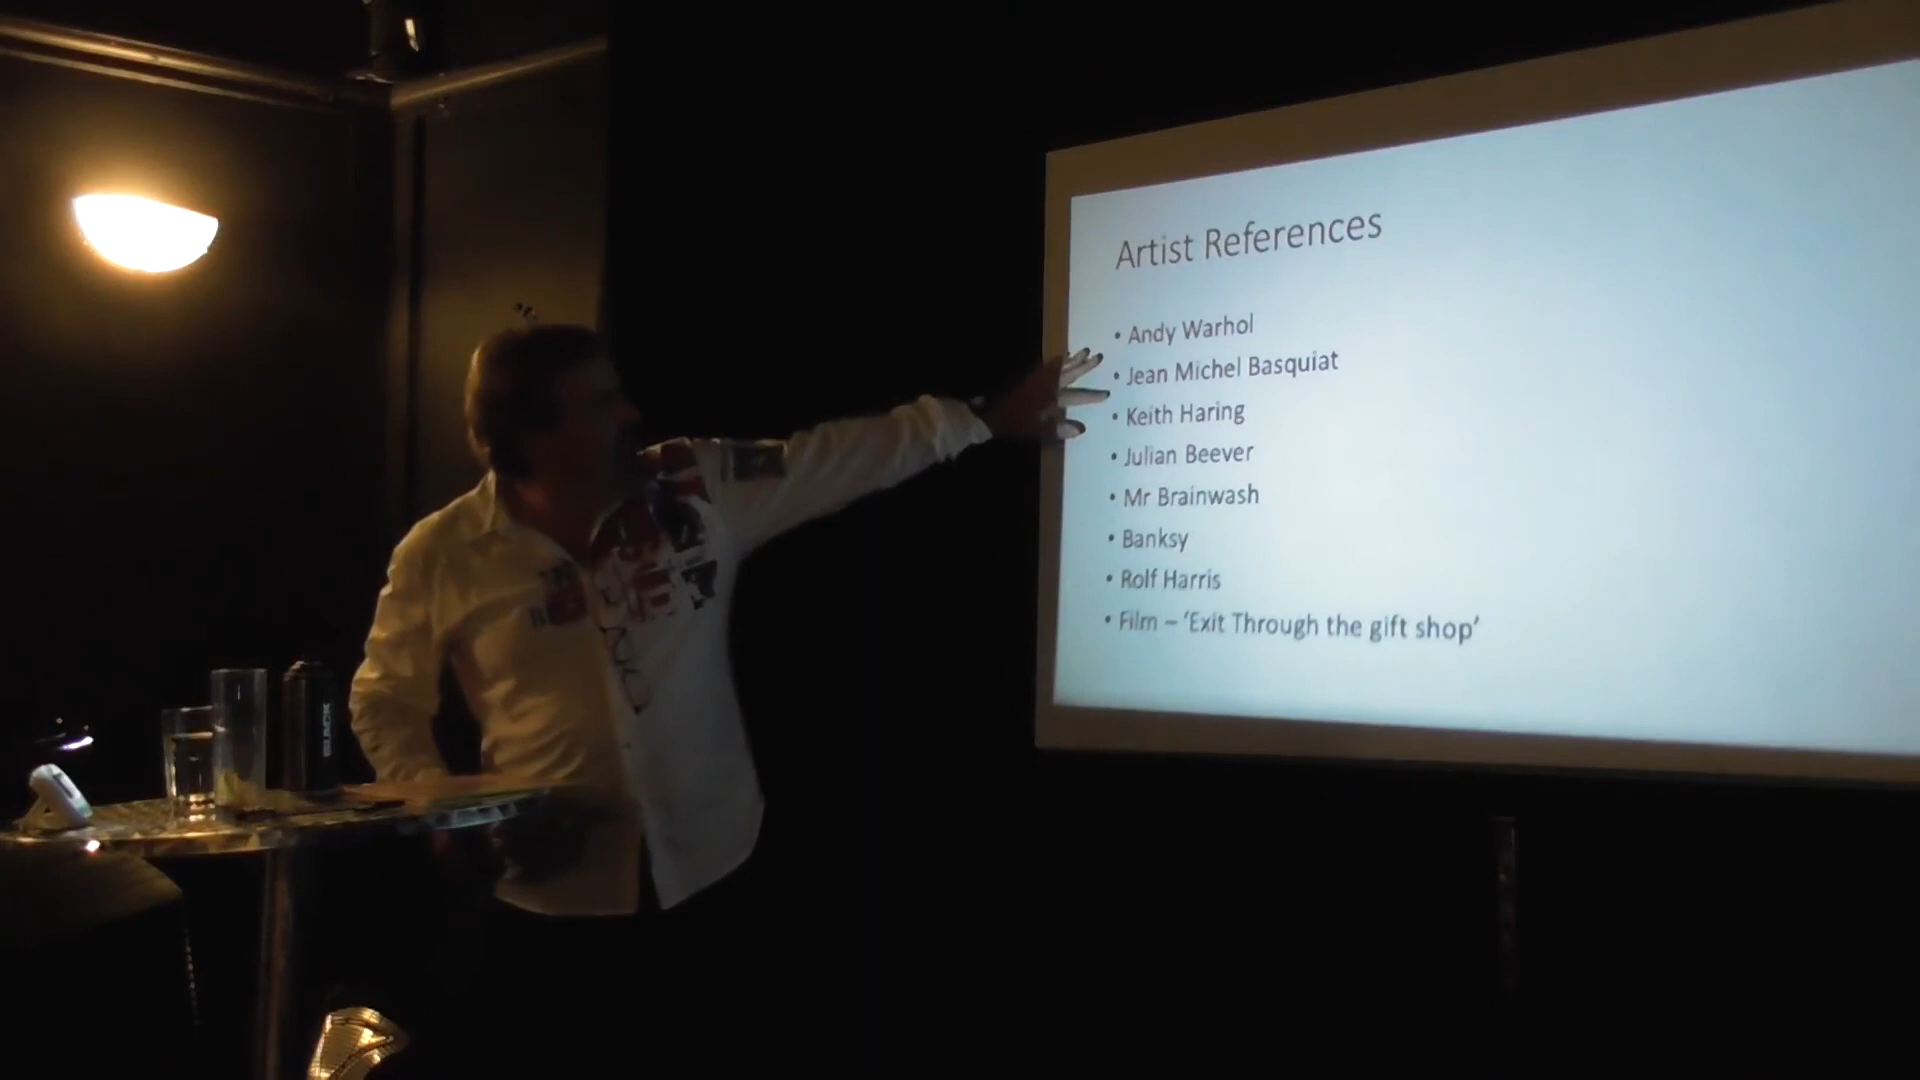 Artist References
• Andy Warhol
• Jean Michel Basquiat
• Keith Haring
• Julian Beever
• Mr Brainwash
• Banksy
• Rolf Harris
• Film – ‘Exit Through the gift shop’
BLACK